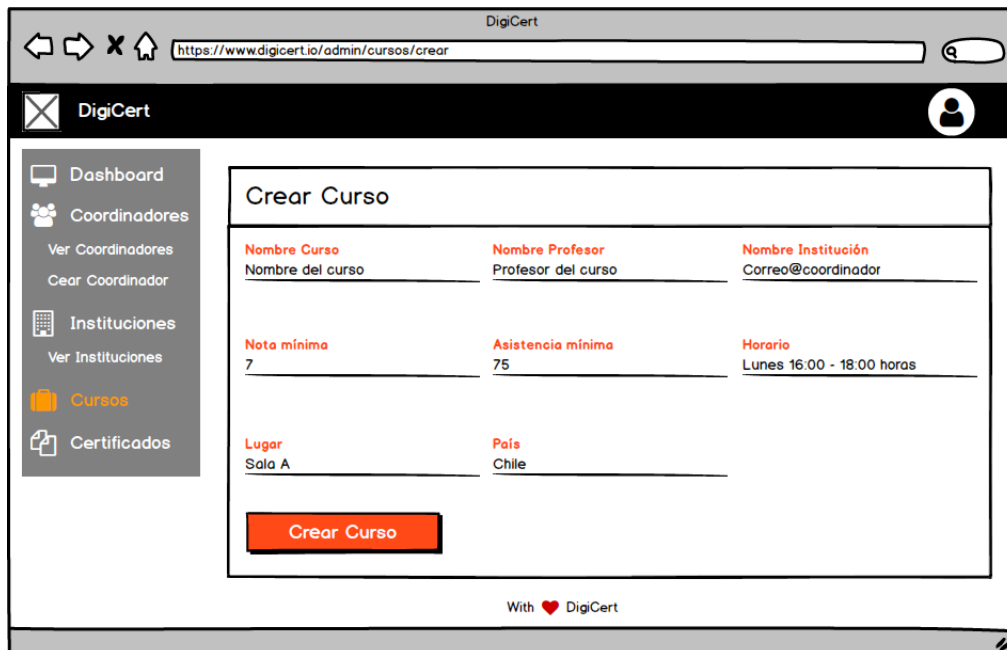 DigiCert
https://www.digicert.io/admin/cursos/crear
DigiCert
Dashboard
Coordinadores
Ver Coordinadores
Cear Coordinador
Instituciones
Ver Instituciones
Cursos
Certificados
Crear Curso
Nombre Curso
Nombre del curso
Nombre Profesor
Profesor del curso
Nombre Institución
Correo@coordinador
Nota mínima
7
Asistencia mínima
75
Horario
Lunes 16:00 - 18:00 horas
Lugar
Sala A
País
Chile
Crear Curso
With DigiCert